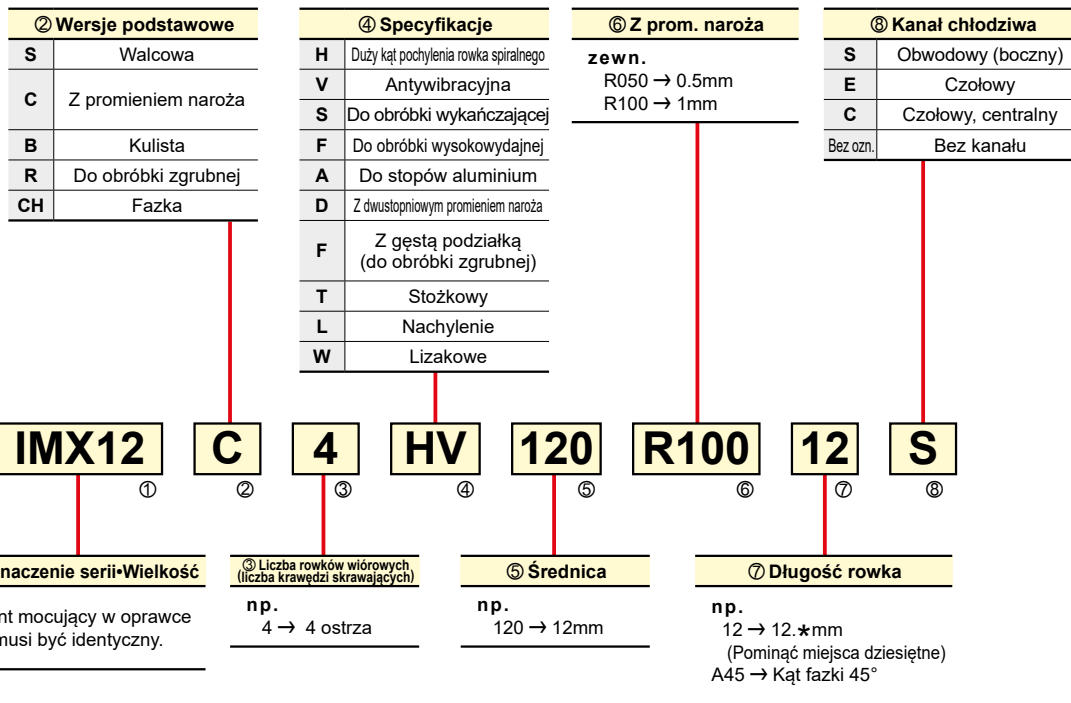 ② Wersje podstawowe
S Walcowa
C Z promieniem naroża
B Kulista
R Do obróbki zgrubnej
CH Fazka
④ Specyfikacje
H Duży kąt pochylenia rowka spiralnego
V Antywibracyjna
S Do obróbki wykańczającej
F Do obróbki wysokowydajnej
A Do stopów aluminium
D Z dwustopniowym promieniem naroża
F Z gęstą podziałką
(do obróbki zgrubnej)
T Stożkowy
L Nachylenie
W Lizakowe
⑥ Z prom. naroża
zewn.
R050 → 0.5mm
R100 → 1mm
⑧ Kanał chłodziwa
S Obwodowy (boczny)
E Czołowy
C Czołowy, centralny
Bez ozn. Bez kanału
IMX12 C 4 HV 120 R100 12 S
① ② ③ ④ ⑤ ⑥ ⑦ ⑧
naczenie serii•Wielkość
nt mocujący w oprawce
musi być identyczny.
③ Liczba rowków wiórowych
(liczba krawędzi skrawających)
np.
4 → 4 ostrza
⑤ Średnica
np.
120 → 12mm
⑦ Długość rowka
np.
12 → 12.★mm
(Pominąć miejsca dziesiętne)
A45 → Kąt fazki 45°